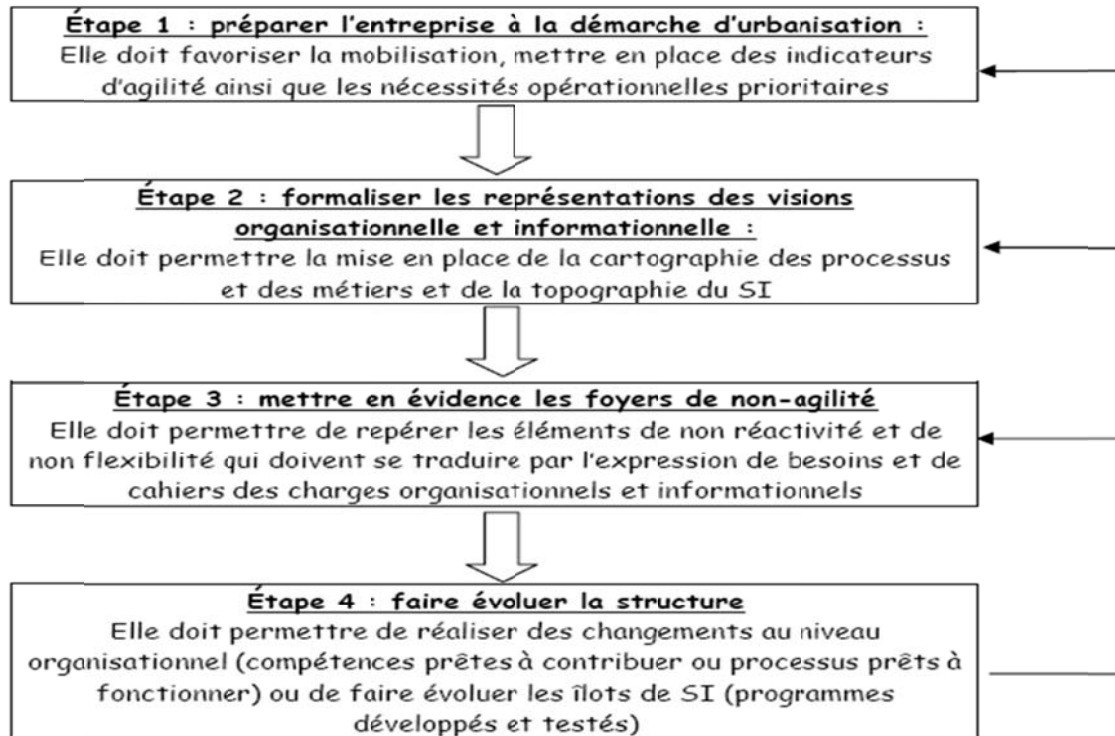 Étape 1 : préparer l'entreprise à la démarche d'urbanisation :
Elle doit favoriser la mobilisation, mettre en place des indicateurs
d'agilité ainsi que les nécessités opérationnelles prioritaires
Étape 2 : formaliser les représentations des visions
organisationnelle et informationnelle :
Elle doit permettre la mise en place de la cartographie des processus
et des métiers et de la topographie du SI
Étape 3 : mettre en évidence les foyers de non-agilité
Elle doit permettre de repérer les éléments de non réactivité et de
non flexibilité qui doivent se traduire par l'expression de besoins et de
cahiers des charges organisationnels et informationnels
Étape 4 : faire évoluer la structure
Elle doit permettre de réaliser des changements au niveau
organisationnel (compétences prêtes à contribuer ou processus prêts à
fonctionner) ou de faire évoluer les îlots de SI (programmes
développés et testés)